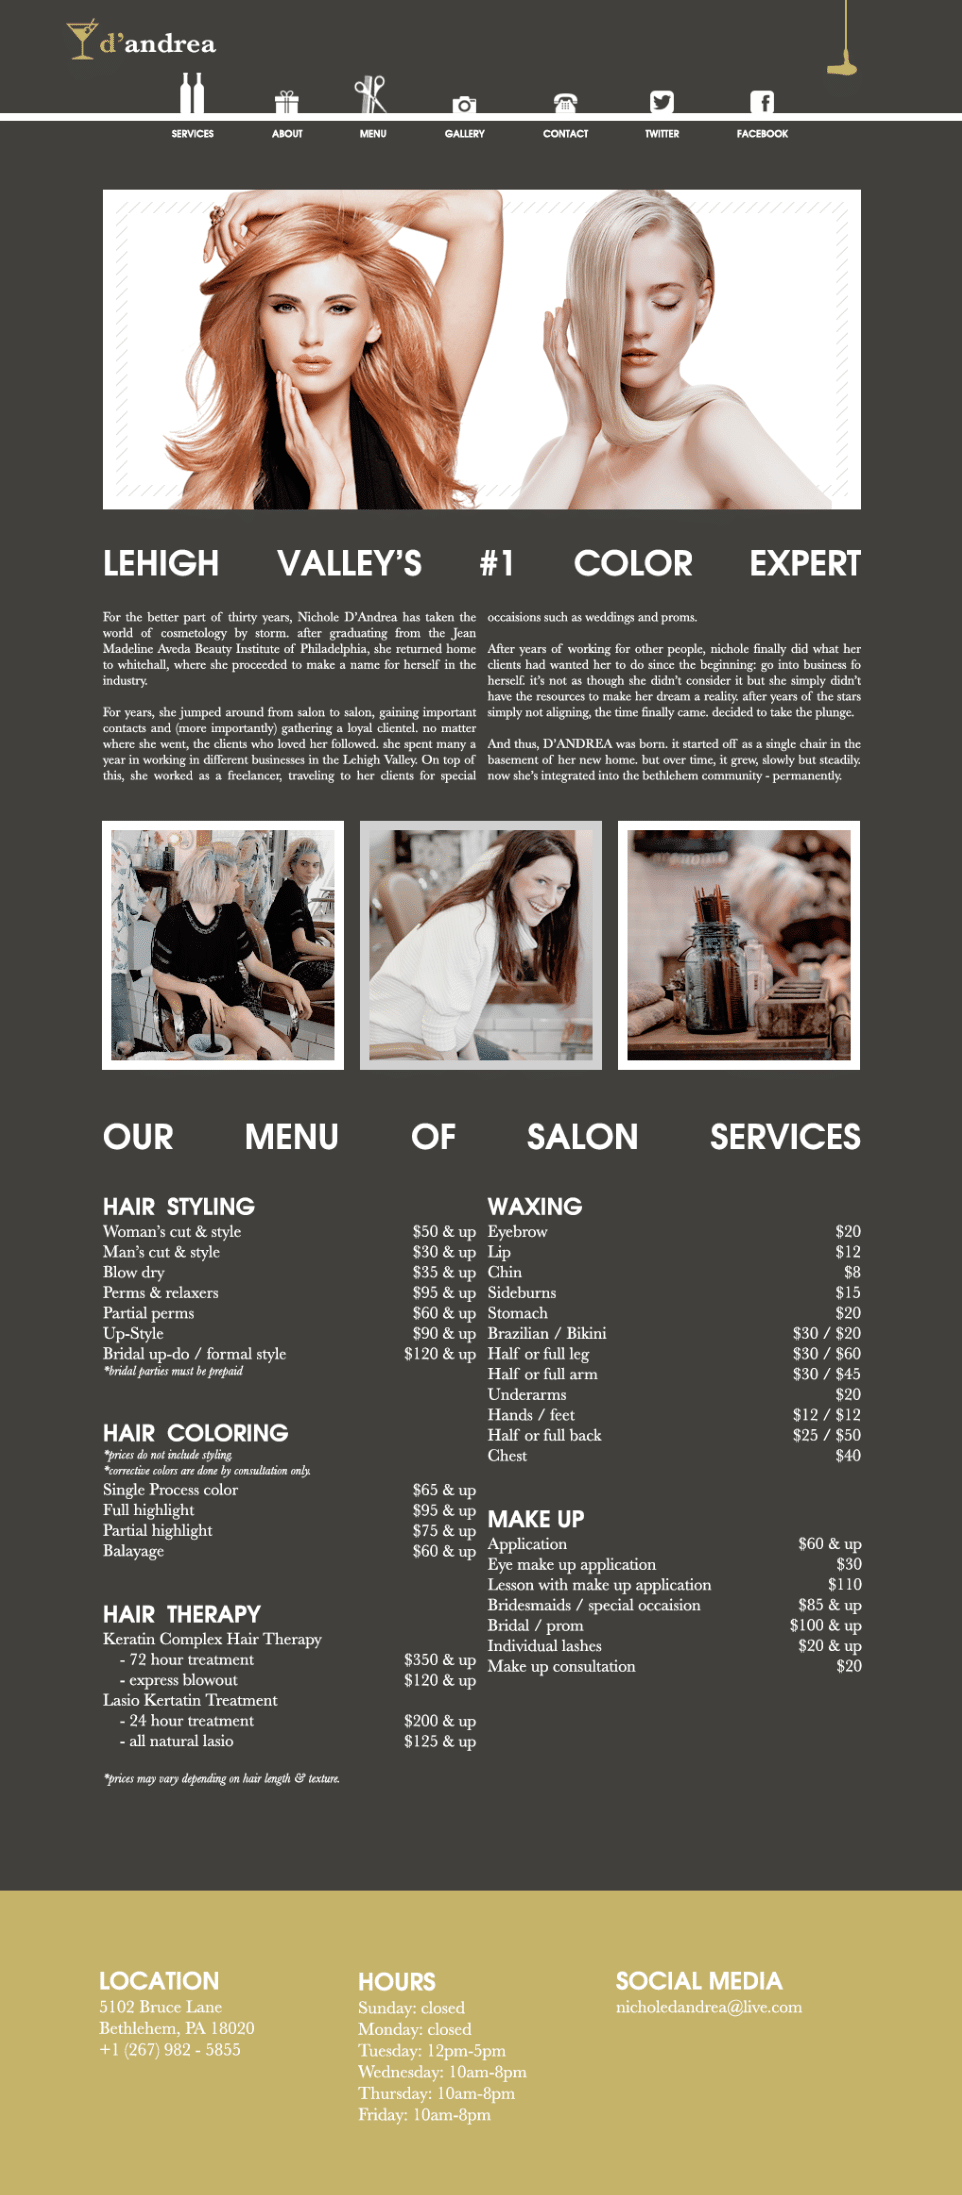 d'andrea
SERVICES
ABOUT
MENU
GALLERY
CONTACT
TWITTER
FACEBOOK
LEHIGH VALLEY'S #1 COLOR EXPERT
For the better part of thirty years, Nichole D'Andrea has taken the
world of cosmetology by storm. after graduating from the Jean
Madeline Aveda Beauty Institute of Philadelphia, she returned home
to whitehall, where she proceeded to make a name for herself in the
industry.
For years, she jumped around from salon to salon, gaining important
contacts and (more importantly) gathering a loyal clientel. no matter
where she went, the clients who loved her followed. she spent many a
year in working in different businesses in the Lehigh Valley. On top of
this, she worked as a freelancer, traveling to her clients for special
occaisions such as weddings and proms.
After years of working for other people, nichole finally did what her
clients had wanted her to do since the beginning: go into business fo
herself. it's not as though she didn't consider it but she simply didn't
have the resources to make her dream a reality. after years of the stars
simply not aligning, the time finally came. decided to take the plunge.
And thus, D'ANDREA was born. it started off as a single chair in the
basement of her new home. but over time, it grew, slowly but steadily.
now she's integrated into the bethlehem community - permanently.
OUR MENU OF SALON SERVICES
HAIR STYLING
Woman's cut & style $50 & up
Man's cut & style $30 & up
Blow dry $35 & up
Perms & relaxers $95 & up
Partial perms $60 & up
Up-Style $90 & up
Bridal up-do / formal style $120 & up
*bridal parties must be prepaid
HAIR COLORING
*prices do not include styling.
*corrective colors are done by consultation only.
Single Process color $65 & up
Full highlight $95 & up
Partial highlight $75 & up
Balayage $60 & up
HAIR THERAPY
Keratin Complex Hair Therapy
- 72 hour treatment $350 & up
- express blowout $120 & up
Lasio Kertatin Treatment
- 24 hour treatment $200 & up
- all natural lasio $125 & up
*prices may vary depending on hair length & texture.
WAXING
Eyebrow $20
Lip $12
Chin $8
Sideburns $15
Stomach $20
Brazilian / Bikini $30 / $20
Half or full leg $30 / $60
Half or full arm $30 / $45
Underarms $20
Hands / feet $12 / $12
Half or full back $25 / $50
Chest $40
MAKE UP
Application $60 & up
Eye make up application $30
Lesson with make up application $110
Bridesmaids / special occaision $85 & up
Bridal / prom $100 & up
Individual lashes $20 & up
Make up consultation $20
LOCATION
5102 Bruce Lane
Bethlehem, PA 18020
+1 (267) 982 - 5855
HOURS
Sunday: closed
Monday: closed
Tuesday: 12pm-5pm
Wednesday: 10am-8pm
Thursday: 10am-8pm
Friday: 10am-8pm
SOCIAL MEDIA
nicholedandrea@live.com